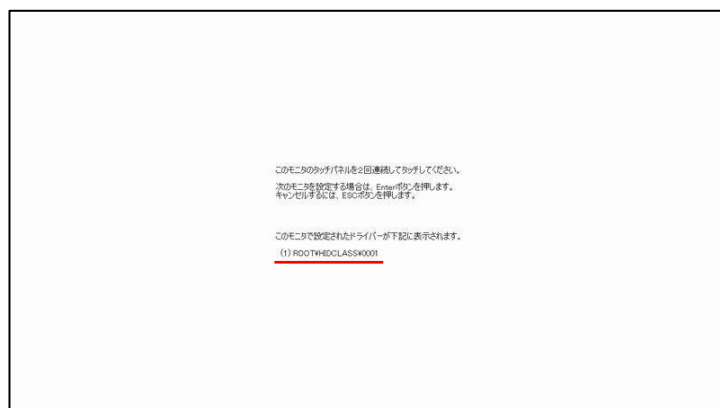 このモニタのタッチパネルを2回連続してタッチしてください。
次のモニタを設定する場合は、Enterボタンを押します。
キャンセルするには、ESCボタンを押します。
このモニタで設定されたドライバーが下記に表示されます。
(1) ROOT¥HIDCLASS¥0001